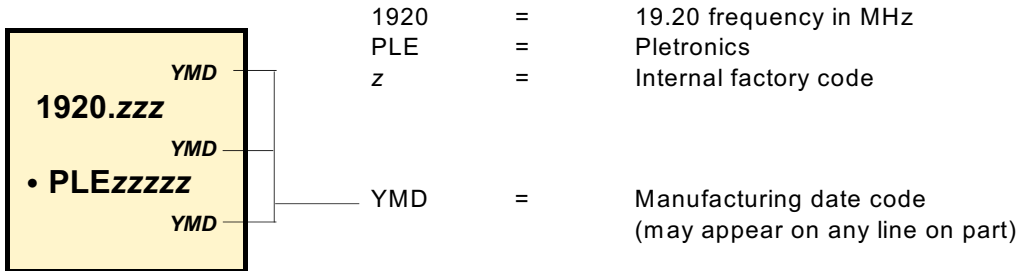 1920 = 19.20 frequency in MHz
PLE = Pletronics
z = Internal factory code
YMD
1920.zzz
YMD
• PLEzzzzz
YMD
YMD = Manufacturing date code
(may appear on any line on part)